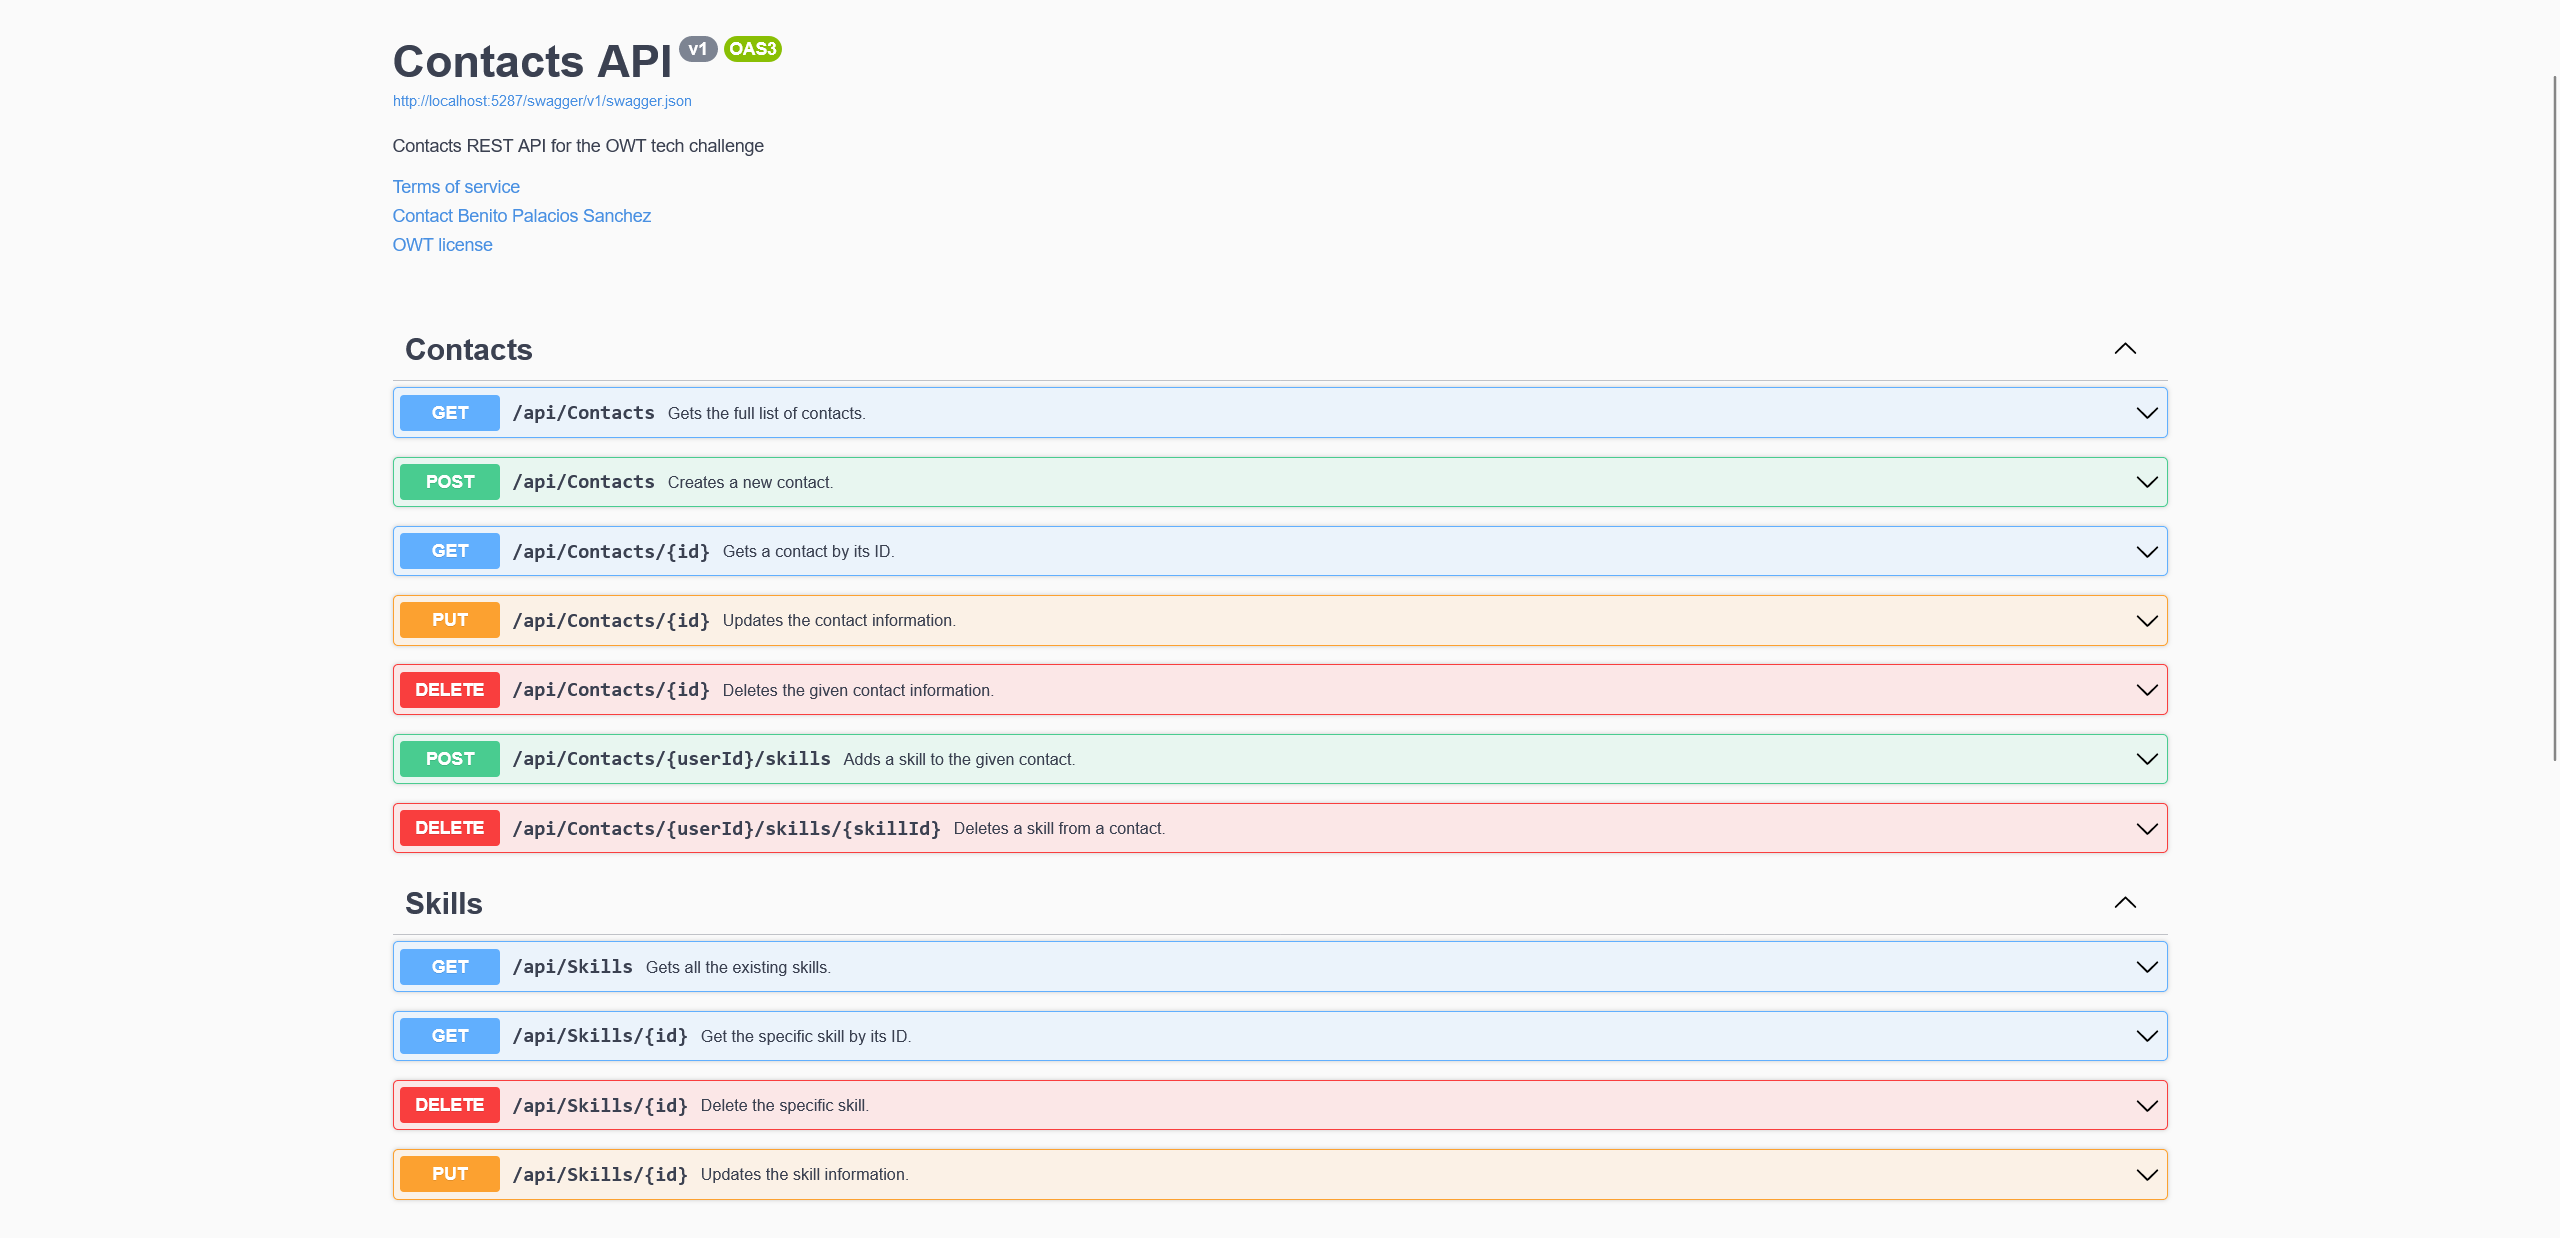 Contacts API v1 OAS3
http://localhost:5287/swagger/v1/swagger.json
Contacts REST API for the OWT tech challenge
Terms of service
Contact Benito Palacios Sanchez
OWT license
Contacts
GET /api/Contacts Gets the full list of contacts.
POST /api/Contacts Creates a new contact.
GET /api/Contacts/{id} Gets a contact by its ID.
PUT /api/Contacts/{id} Updates the contact information.
DELETE /api/Contacts/{id} Deletes the given contact information.
POST /api/Contacts/{userId}/skills Adds a skill to the given contact.
DELETE /api/Contacts/{userId}/skills/{skillId} Deletes a skill from a contact.
Skills
GET /api/Skills Gets all the existing skills.
GET /api/Skills/{id} Get the specific skill by its ID.
DELETE /api/Skills/{id} Delete the specific skill.
PUT /api/Skills/{id} Updates the skill information.